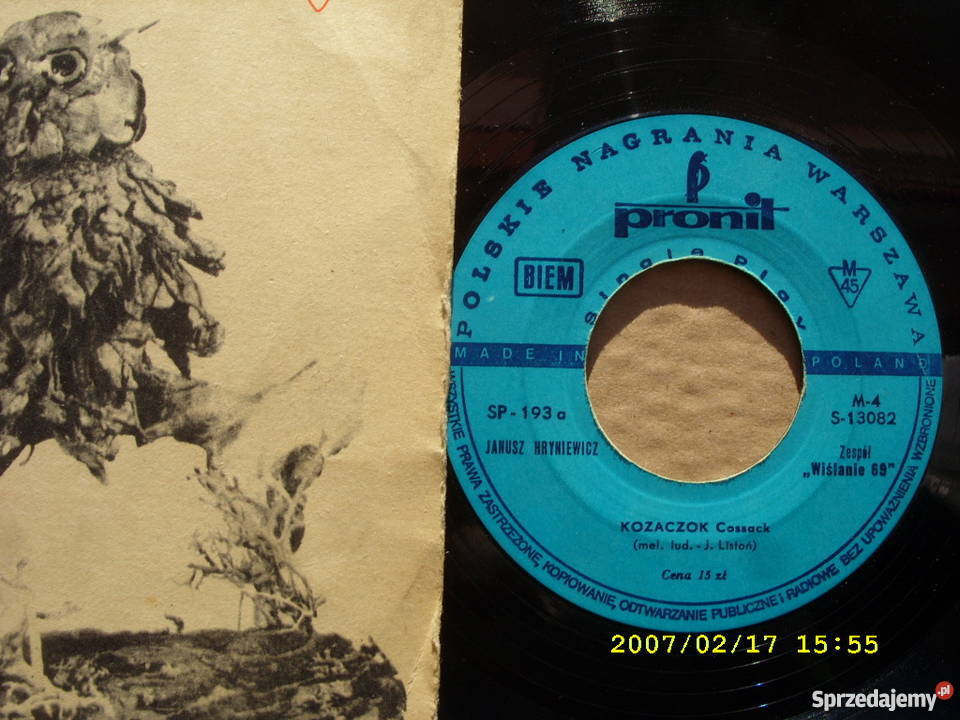 POLSKIE NAGRANIA WARSZAWA
pronit
single play
BIEM
M
45
MADE IN POLAND
SP-193 a
M-4
S-13082
JANUSZ HRYNIEWICZ
Zespół
„Wiślanie 69"
KOZACZOK Cossack
(mel. lud. - J. Listoń)
Cena 15 zł
WSZYSTKIE PRAWA ZASTRZEŻONE, KOPIOWANIE, ODTWARZANIE PUBLICZNE i RADIOWE BEZ UPOWAŻNIENIA WZBRONIONE
2007/02/17 15:55
Sprzedajemy.pl